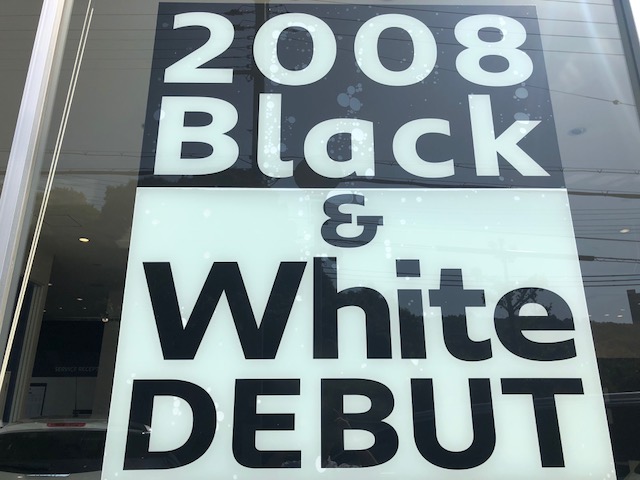 2008
Black
&
White
DEBUT